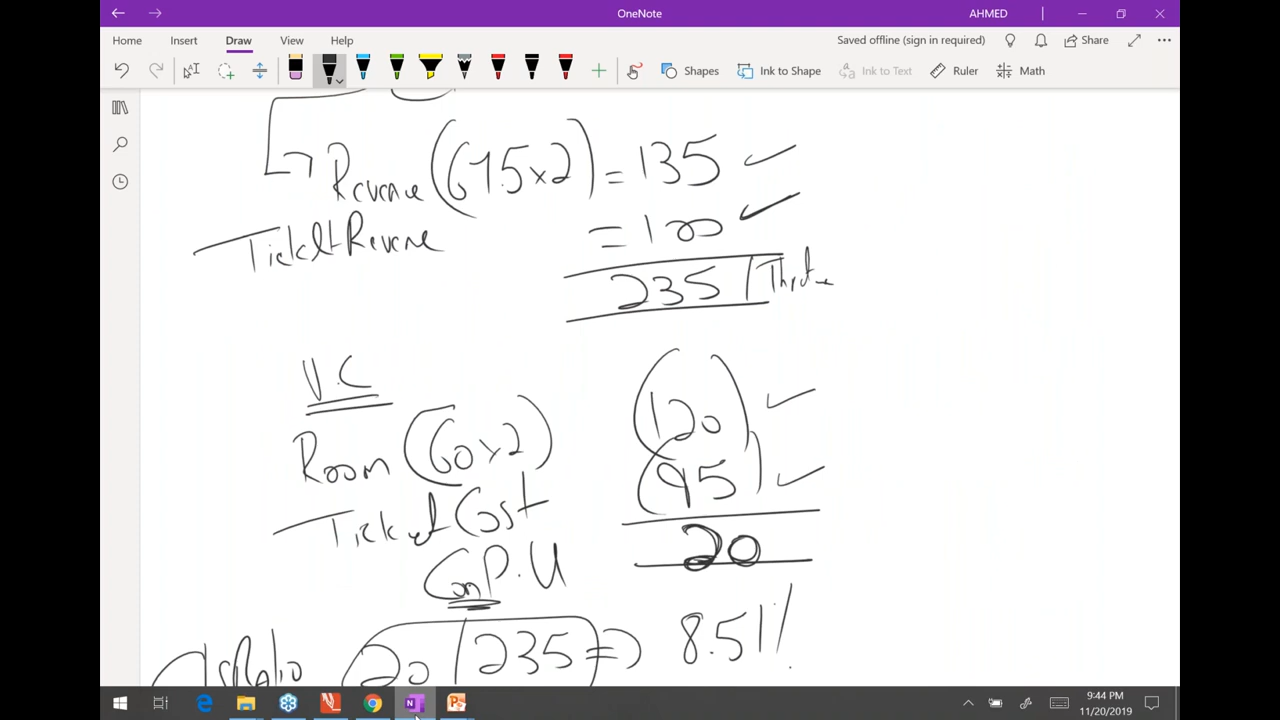 OneNote
AHMED
Home Insert Draw View Help
Saved offline (sign in required)
Share
Shapes
Ink to Shape
Ink to Text
Ruler
Math
Revenue (67.5x2) = 135 ✓
Ticket Revenue = 100 ✓
235
V.C
Room (60x2) (120) ✓
Ticket Cost (95) ✓
Con P.U 20
Ratio 20/235 => 8.51%
9:44 PM
11/20/2019